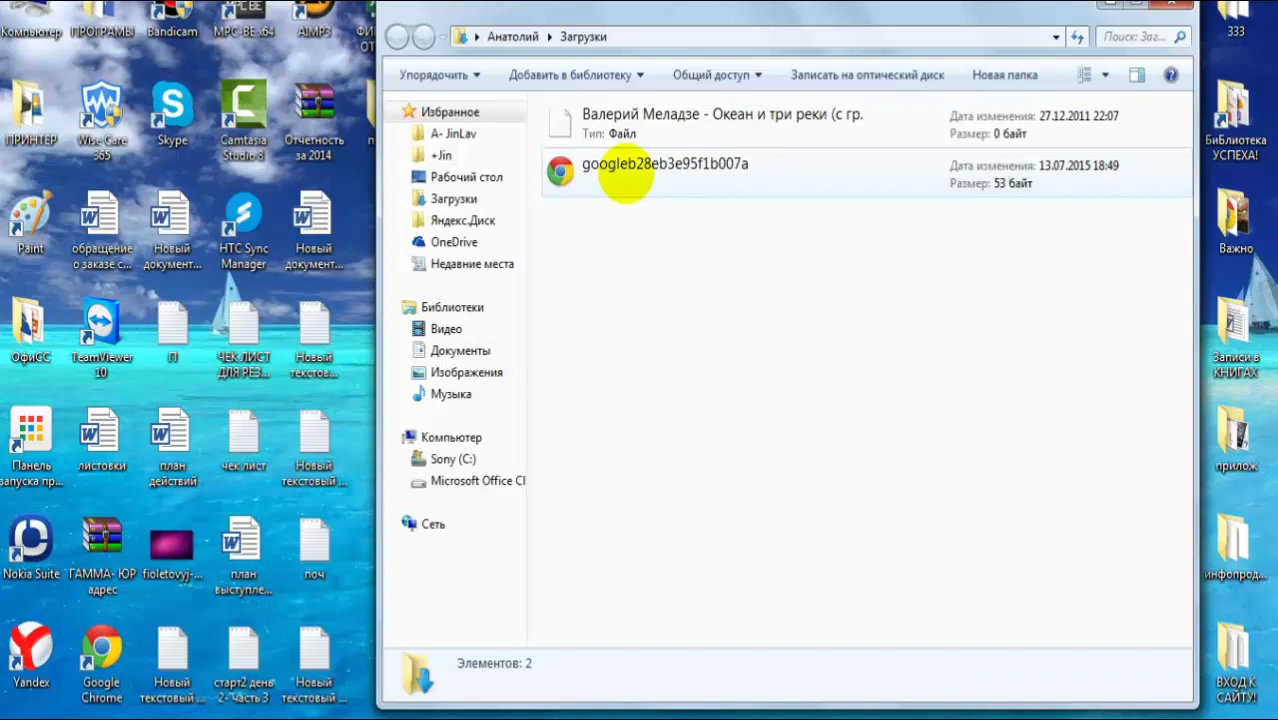 Компьютер
ПРОГРАМЫ
Bandicam
MPC-BE x64
AIMP3
ПРИНТЕР
Wise Care
365
Skype
Camtasia
Studio 8
Отчетность
за 2014
Paint
обращение
о заказе с...
Новый
документ...
HTC Sync
Manager
Новый
документ...
ОфиСС
TeamViewer
10
ПІ
ЧЕК ЛИСТ
ДЛЯ РЕЗ...
Новый
текстов...
Панель
запуска пр...
листовки
план
действий
чек лист
Новый
текстовый ...
Nokia Suite
ГАММА- ЮР
адрес
fioletovyj-...
план
выступле...
поч
Yandex
Google
Chrome
Новый
текстовый ...
старт2 день
2- Часть 3
Новый
текстовый ...
Анатолий
Загрузки
Поиск: Заг...
Упорядочить
Добавить в библиотеку
Общий доступ
Записать на оптический диск
Новая папка
Избранное
A- JinLav
+Jin
Рабочий стол
Загрузки
Яндекс.Диск
OneDrive
Недавние места
Библиотеки
Видео
Документы
Изображения
Музыка
Компьютер
Sony (C:)
Microsoft Office Cl
Сеть
Валерий Меладзе - Океан и три реки (с гр.
Тип: Файл
Дата изменения: 27.12.2011 22:07
Размер: 0 байт
googleb28eb3e95f1b007a
Дата изменения: 13.07.2015 18:49
Размер: 53 байт
Элементов: 2
333
Библиотека
УСПЕХА!
Важно
Записи в
КНИГАХ
прилож
инфопрод...
ВХОД К
САЙТУ!